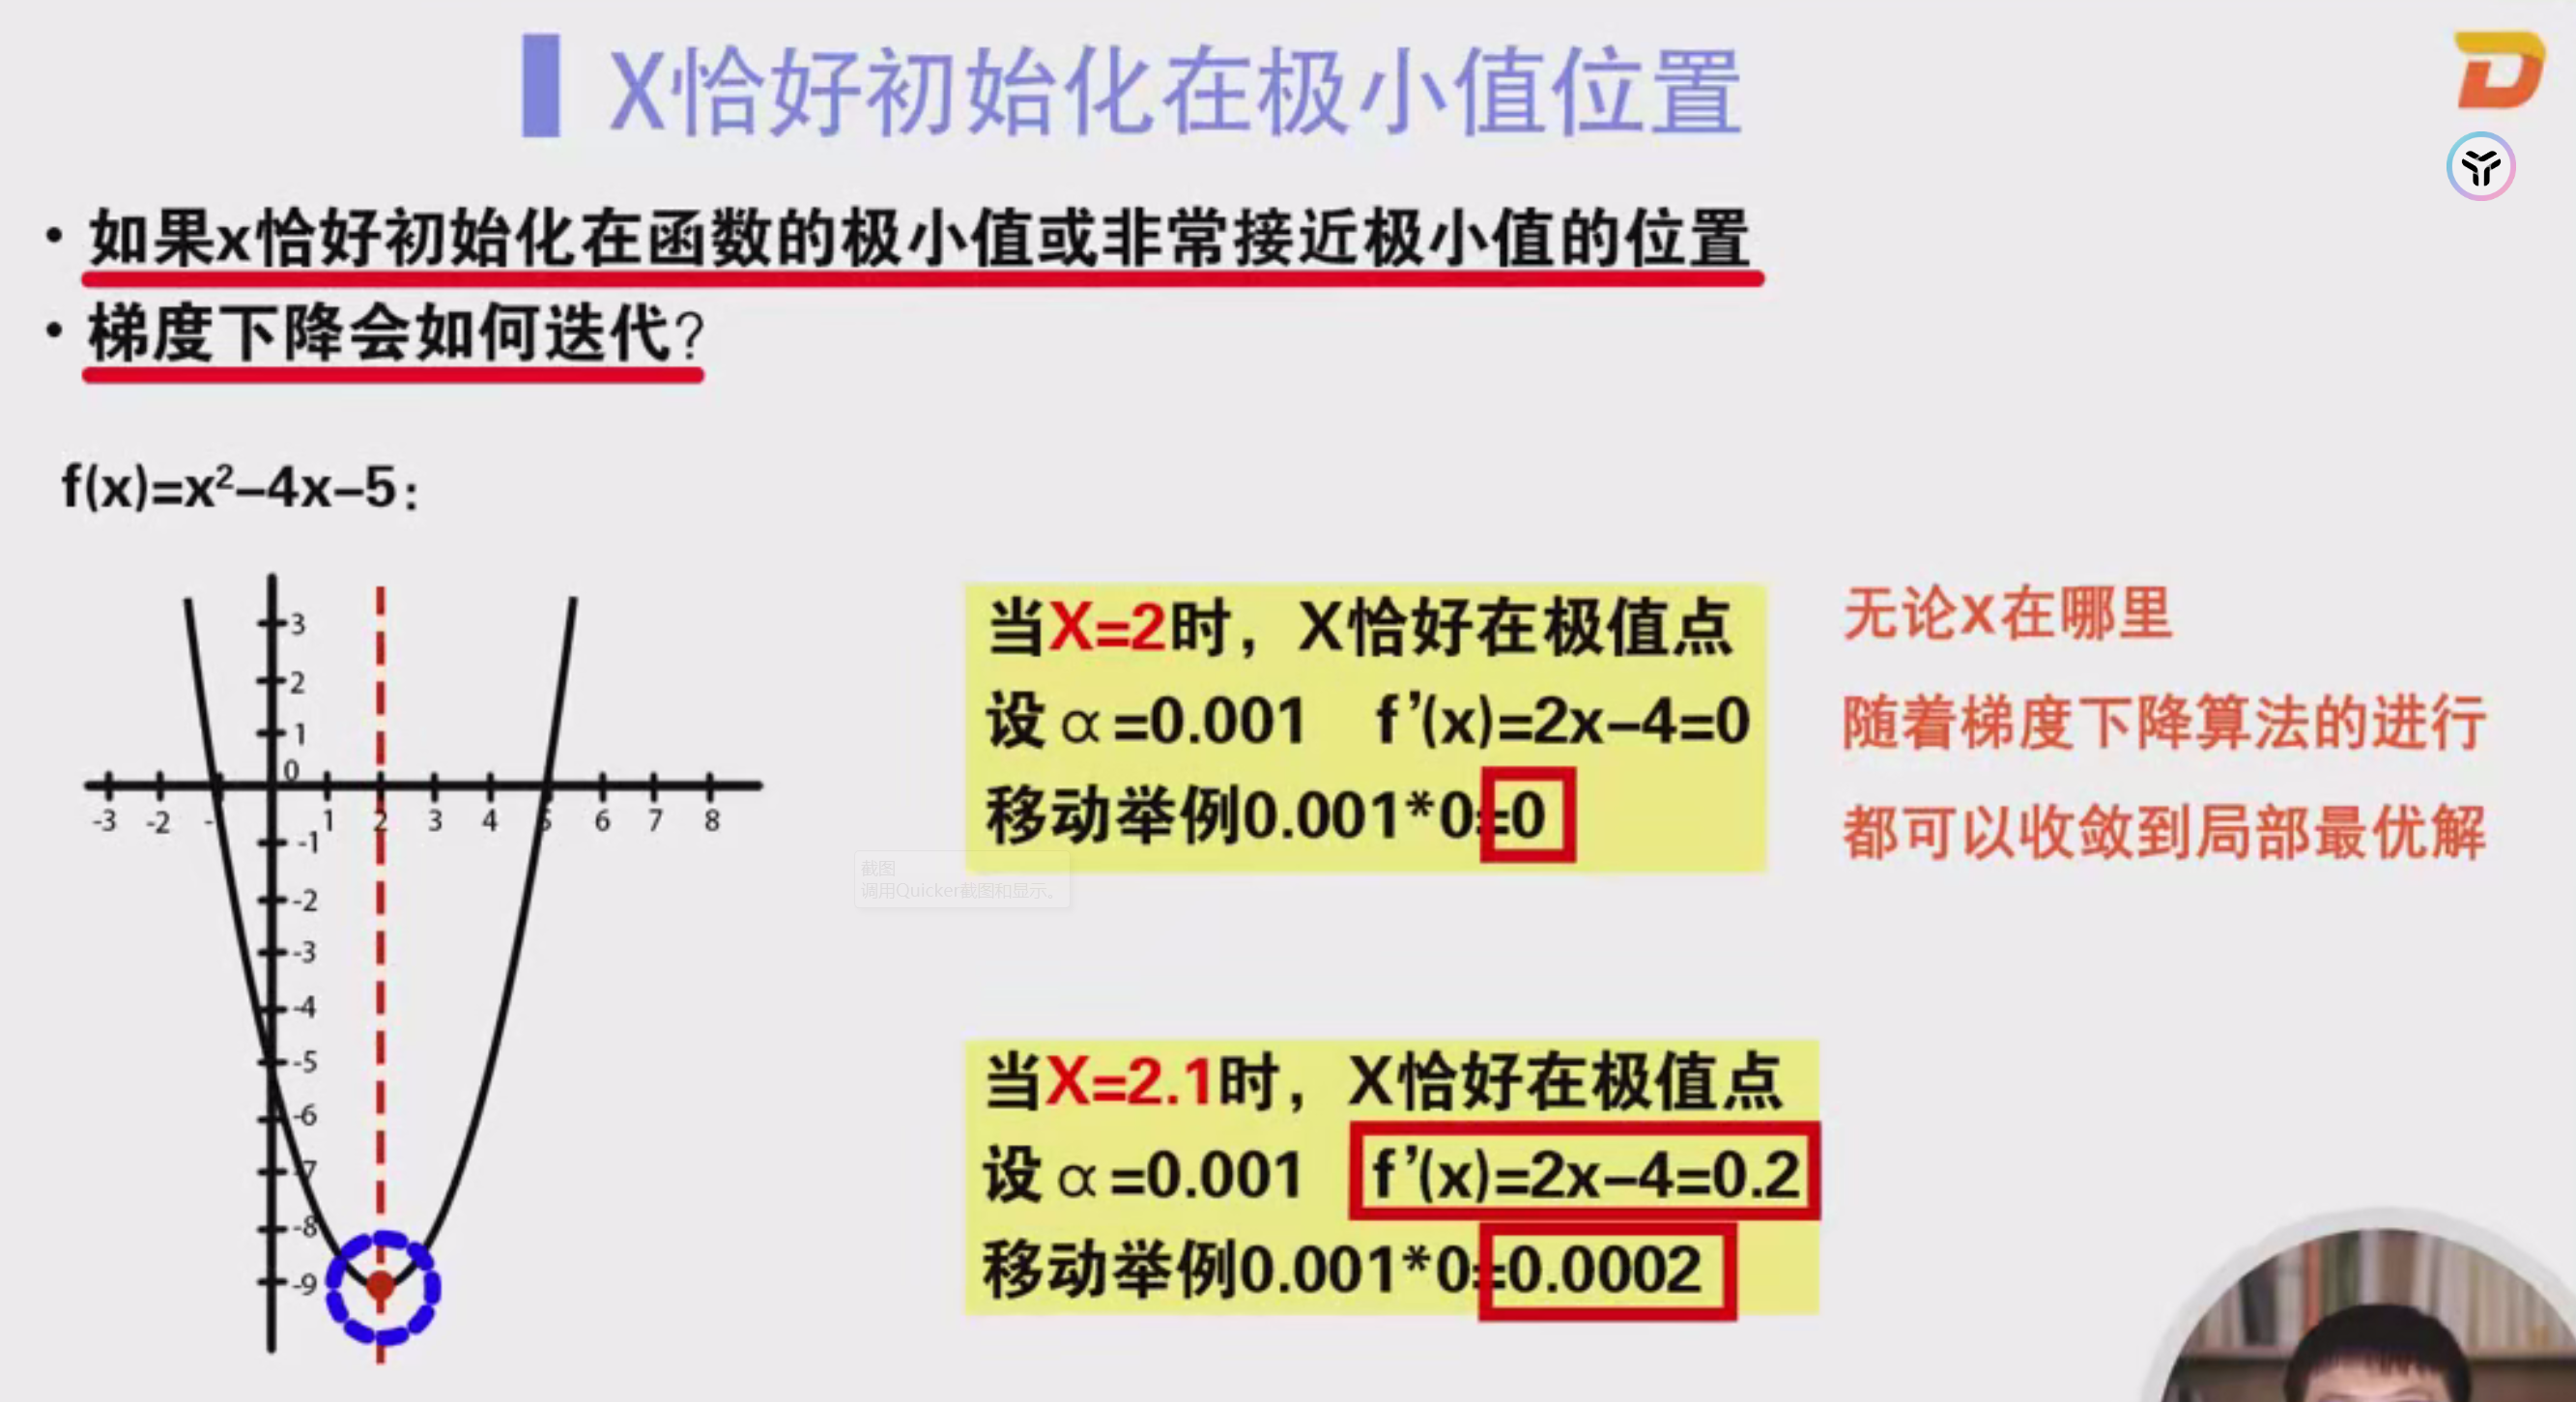 X恰好初始化在极小值位置
• 如果x恰好初始化在函数的极小值或非常接近极小值的位置
• 梯度下降会如何迭代?
f(x)=x²–4x–5:
3
2
1
0
-3 -2 - 1 2 3 4 5 6 7 8
-1
-2
-3
-4
-5
-6
-7
-8
-9
当X=2时，X恰好在极值点
设∝=0.001 f’(x)=2x–4=0
移动举例0.001*0=0
无论x在哪里
随着梯度下降算法的进行
都可以收敛到局部最优解
截图
调用Quicker截图和显示。
当X=2.1时，X恰好在极值点
设∝=0.001 f’(x)=2x–4=0.2
移动举例0.001*0=0.0002